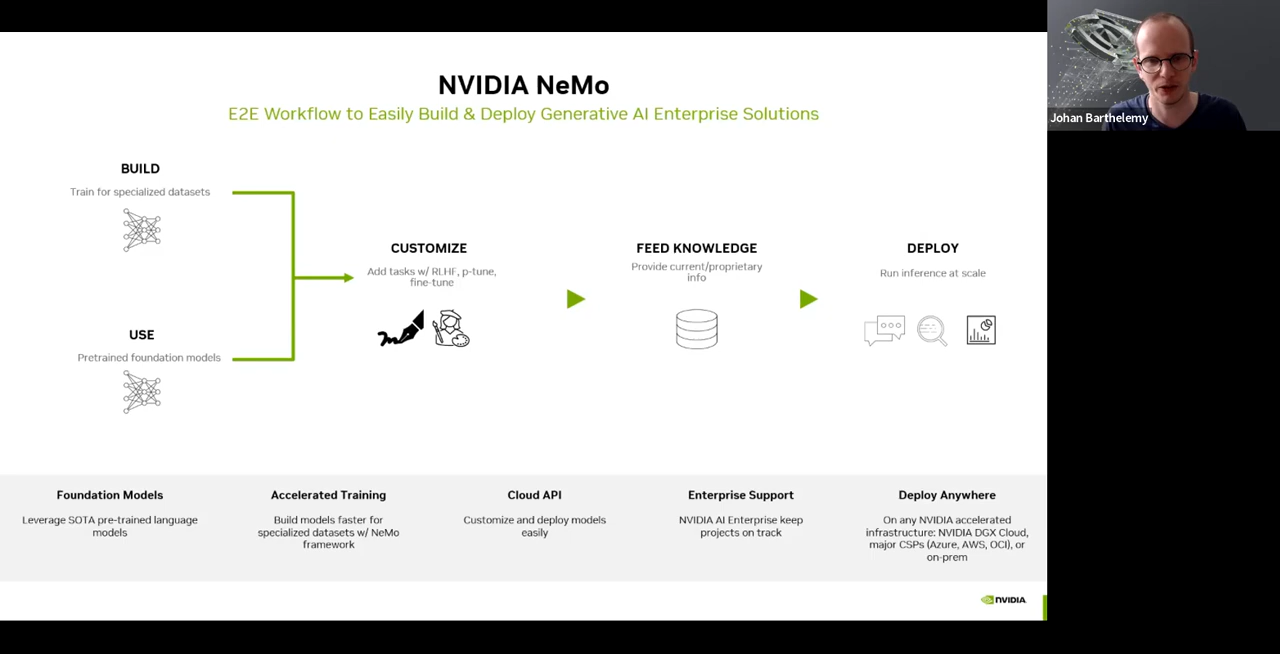 NVIDIA NeMo
E2E Workflow to Easily Build & Deploy Generative AI Enterprise Solutions
BUILD
Train for specialized datasets
USE
Pretrained foundation models
CUSTOMIZE
Add tasks w/ RLHF, p-tune,
fine-tune
FEED KNOWLEDGE
Provide current/proprietary
info
DEPLOY
Run inference at scale
Foundation Models
Leverage SOTA pre-trained language
models
Accelerated Training
Build models faster for
specialized datasets w/ NeMo
framework
Cloud API
Customize and deploy models
easily
Enterprise Support
NVIDIA AI Enterprise keep
projects on track
Deploy Anywhere
On any NVIDIA accelerated
infrastructure: NVIDIA DGX Cloud,
major CSPs (Azure, AWS, OCI), or
on-prem
NVIDIA
Johan Barthelemy